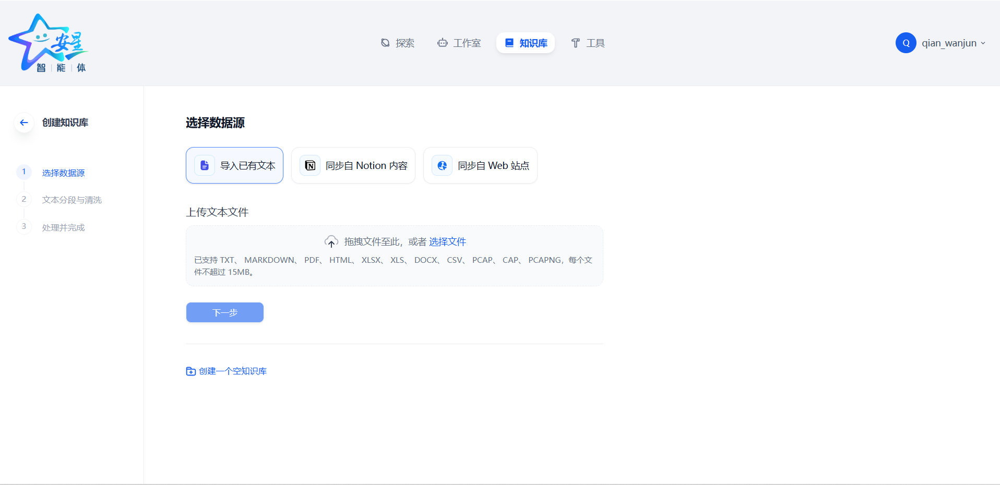 安星
智 | 能 | 体
探索
工作室
知识库
工具
Q
qian_wanjun
创建知识库
1 选择数据源
2 文本分段与清洗
3 处理并完成
选择数据源
导入已有文本
同步自 Notion 内容
同步自 Web 站点
上传文本文件
拖拽文件至此，或者 选择文件
已支持 TXT、 MARKDOWN、 PDF、 HTML、 XLSX、 XLS、 DOCX、 CSV、 PCAP、 CAP、 PCAPNG，每个文
件不超过 15MB。
下一步
创建一个空知识库